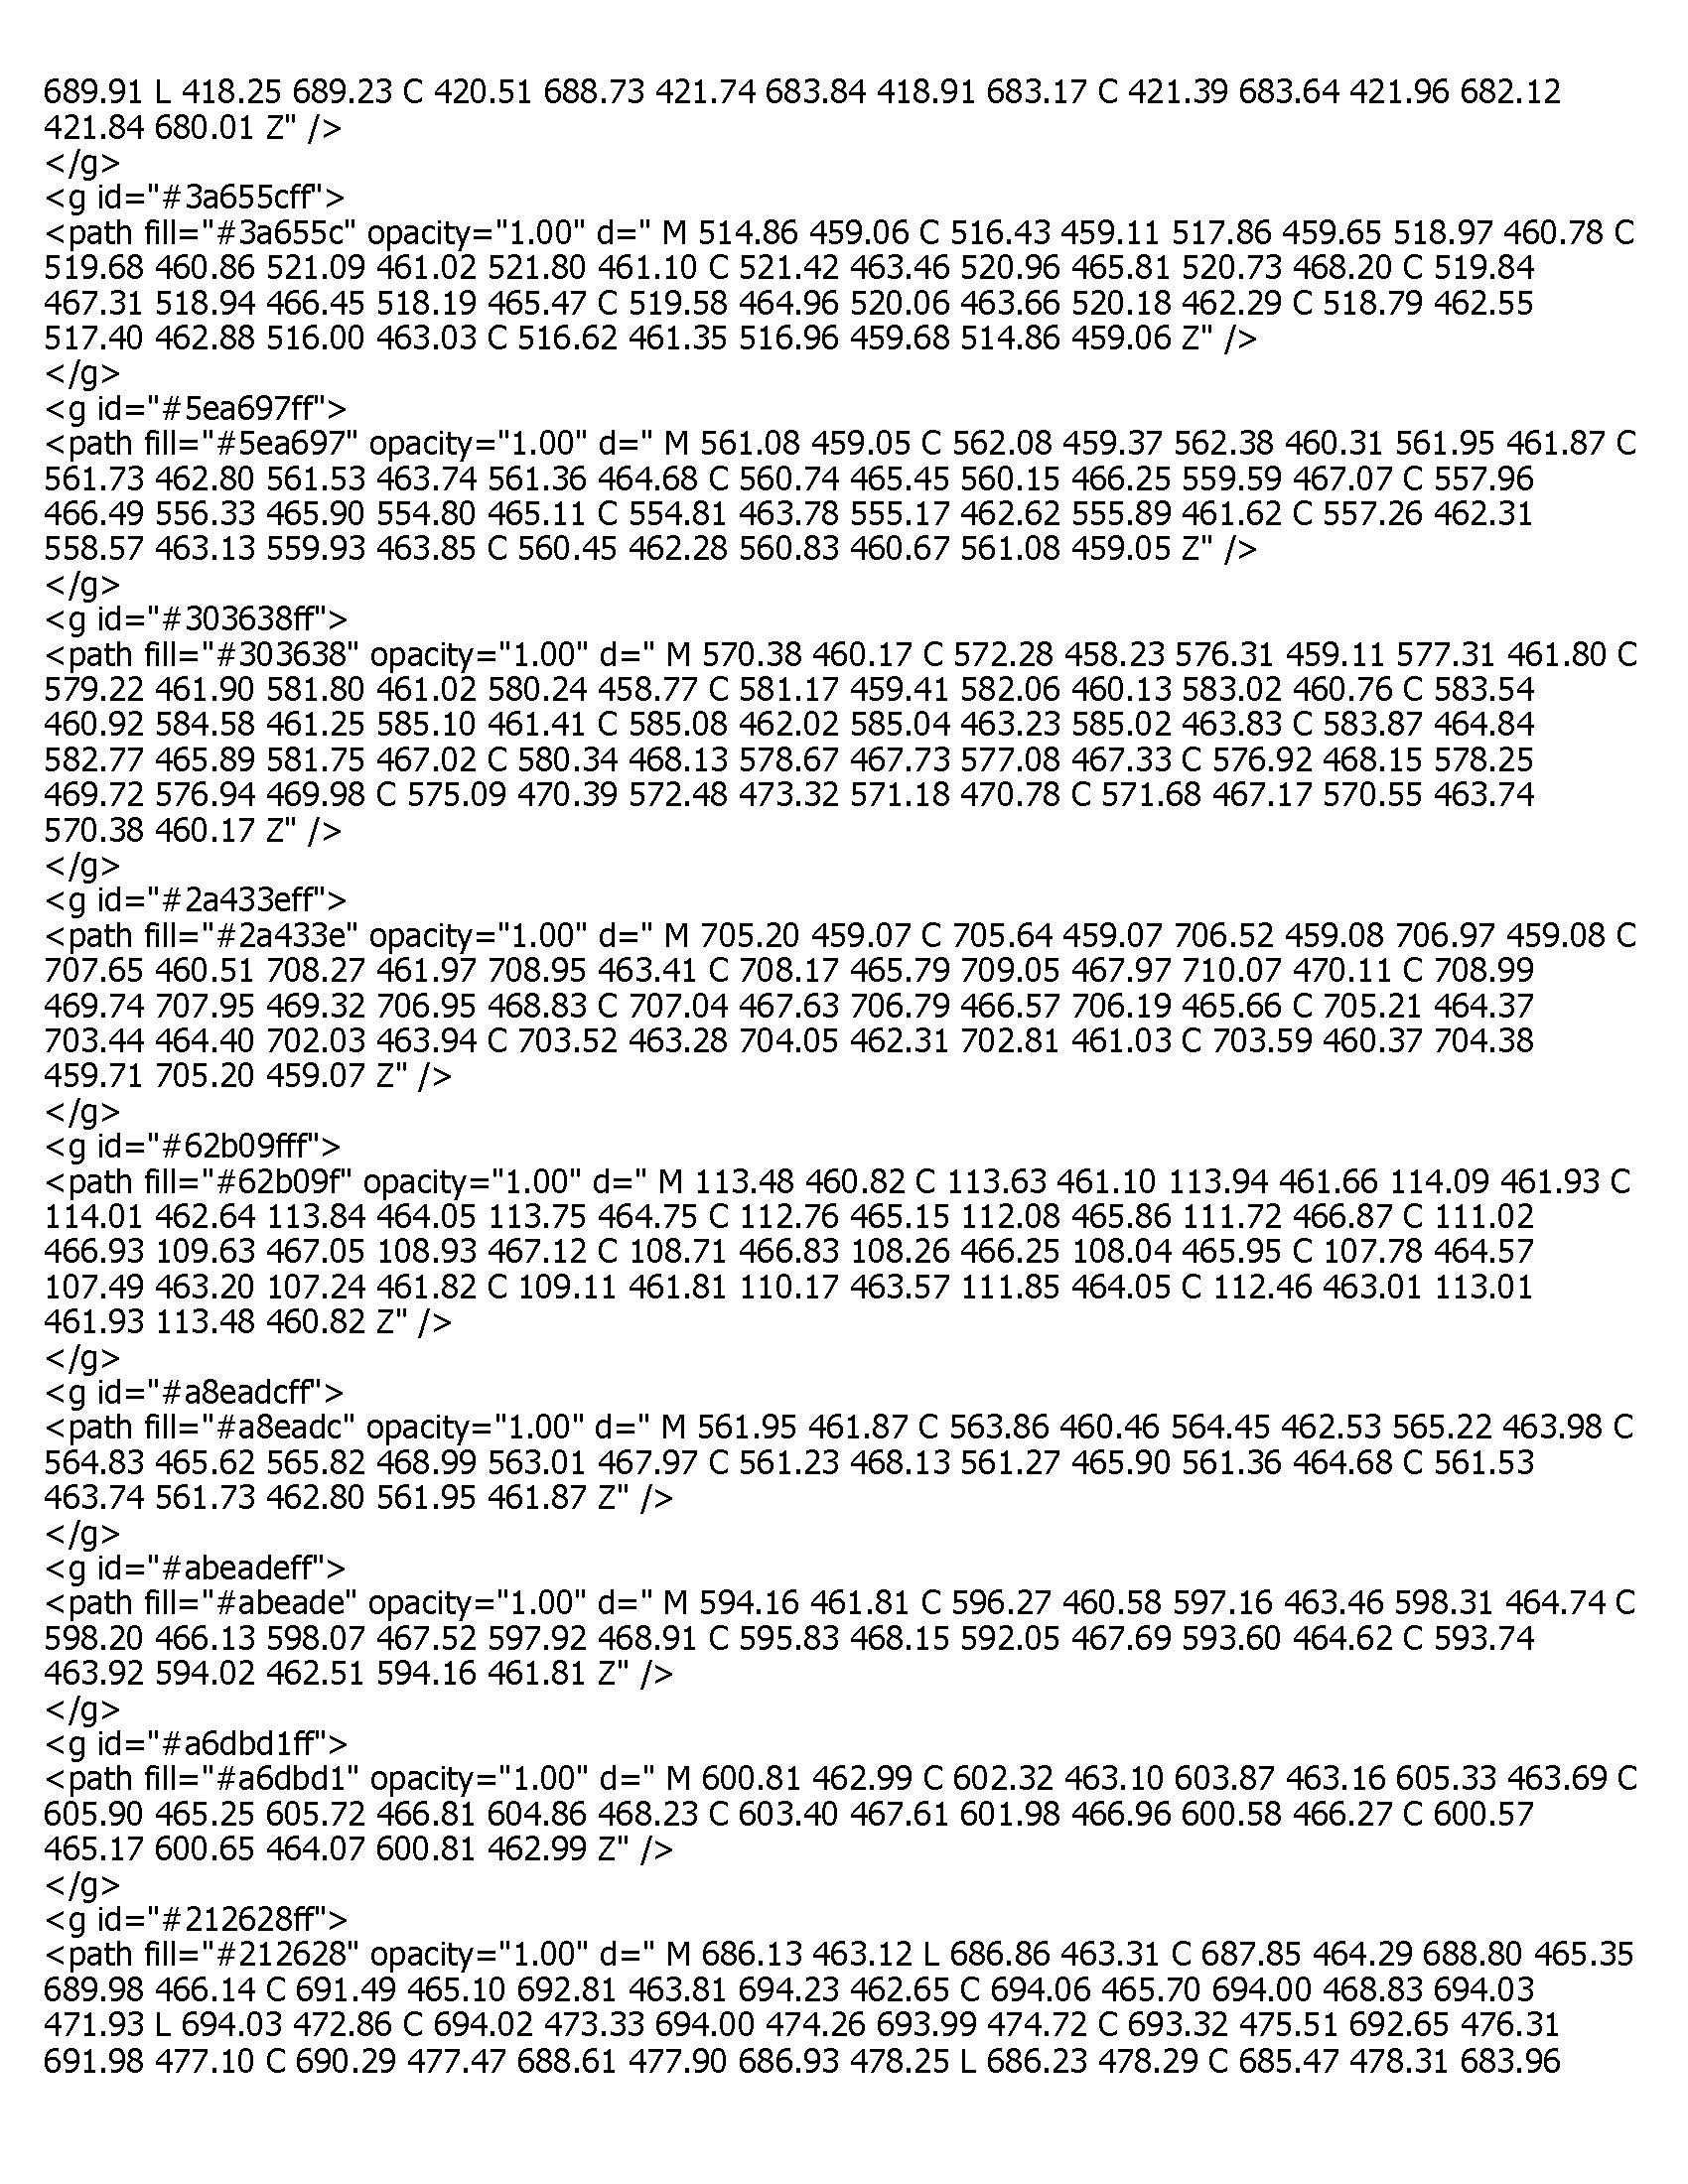 689.91 L 418.25 689.23 C 420.51 688.73 421.74 683.84 418.91 683.17 C 421.39 683.64 421.96 682.12
421.84 680.01 Z" />
</g>
<g id="#3a655cff">
<path fill="#3a655c" opacity="1.00" d=" M 514.86 459.06 C 516.43 459.11 517.86 459.65 518.97 460.78 C
519.68 460.86 521.09 461.02 521.80 461.10 C 521.42 463.46 520.96 465.81 520.73 468.20 C 519.84
467.31 518.94 466.45 518.19 465.47 C 519.58 464.96 520.06 463.66 520.18 462.29 C 518.79 462.55
517.40 462.88 516.00 463.03 C 516.62 461.35 516.96 459.68 514.86 459.06 Z" />
</g>
<g id="#5ea697ff">
<path fill="#5ea697" opacity="1.00" d=" M 561.08 459.05 C 562.08 459.37 562.38 460.31 561.95 461.87 C
561.73 462.80 561.53 463.74 561.36 464.68 C 560.74 465.45 560.15 466.25 559.59 467.07 C 557.96
466.49 556.33 465.90 554.80 465.11 C 554.81 463.78 555.17 462.62 555.89 461.62 C 557.26 462.31
558.57 463.13 559.93 463.85 C 560.45 462.28 560.83 460.67 561.08 459.05 Z" />
</g>
<g id="#303638ff">
<path fill="#303638" opacity="1.00" d=" M 570.38 460.17 C 572.28 458.23 576.31 459.11 577.31 461.80 C
579.22 461.90 581.80 461.02 580.24 458.77 C 581.17 459.41 582.06 460.13 583.02 460.76 C 583.54
460.92 584.58 461.25 585.10 461.41 C 585.08 462.02 585.04 463.23 585.02 463.83 C 583.87 464.84
582.77 465.89 581.75 467.02 C 580.34 468.13 578.67 467.73 577.08 467.33 C 576.92 468.15 578.25
469.72 576.94 469.98 C 575.09 470.39 572.48 473.32 571.18 470.78 C 571.68 467.17 570.55 463.74
570.38 460.17 Z" />
</g>
<g id="#2a433eff">
<path fill="#2a433e" opacity="1.00" d=" M 705.20 459.07 C 705.64 459.07 706.52 459.08 706.97 459.08 C
707.65 460.51 708.27 461.97 708.95 463.41 C 708.17 465.79 709.05 467.97 710.07 470.11 C 708.99
469.74 707.95 469.32 706.95 468.83 C 707.04 467.63 706.79 466.57 706.19 465.66 C 705.21 464.37
703.44 464.40 702.03 463.94 C 703.52 463.28 704.05 462.31 702.81 461.03 C 703.59 460.37 704.38
459.71 705.20 459.07 Z" />
</g>
<g id="#62b09fff">
<path fill="#62b09f" opacity="1.00" d=" M 113.48 460.82 C 113.63 461.10 113.94 461.66 114.09 461.93 C
114.01 462.64 113.84 464.05 113.75 464.75 C 112.76 465.15 112.08 465.86 111.72 466.87 C 111.02
466.93 109.63 467.05 108.93 467.12 C 108.71 466.83 108.26 466.25 108.04 465.95 C 107.78 464.57
107.49 463.20 107.24 461.82 C 109.11 461.81 110.17 463.57 111.85 464.05 C 112.46 463.01 113.01
461.93 113.48 460.82 Z" />
</g>
<g id="#a8eadcff">
<path fill="#a8eadc" opacity="1.00" d=" M 561.95 461.87 C 563.86 460.46 564.45 462.53 565.22 463.98 C
564.83 465.62 565.82 468.99 563.01 467.97 C 561.23 468.13 561.27 465.90 561.36 464.68 C 561.53
463.74 561.73 462.80 561.95 461.87 Z" />
</g>
<g id="#abeadeff">
<path fill="#abeade" opacity="1.00" d=" M 594.16 461.81 C 596.27 460.58 597.16 463.46 598.31 464.74 C
598.20 466.13 598.07 467.52 597.92 468.91 C 595.83 468.15 592.05 467.69 593.60 464.62 C 593.74
463.92 594.02 462.51 594.16 461.81 Z" />
</g>
<g id="#a6dbd1ff">
<path fill="#a6dbd1" opacity="1.00" d=" M 600.81 462.99 C 602.32 463.10 603.87 463.16 605.33 463.69 C
605.90 465.25 605.72 466.81 604.86 468.23 C 603.40 467.61 601.98 466.96 600.58 466.27 C 600.57
465.17 600.65 464.07 600.81 462.99 Z" />
</g>
<g id="#212628ff">
<path fill="#212628" opacity="1.00" d=" M 686.13 463.12 L 686.86 463.31 C 687.85 464.29 688.80 465.35
689.98 466.14 C 691.49 465.10 692.81 463.81 694.23 462.65 C 694.06 465.70 694.00 468.83 694.03
471.93 L 694.03 472.86 C 694.02 473.33 694.00 474.26 693.99 474.72 C 693.32 475.51 692.65 476.31
691.98 477.10 C 690.29 477.47 688.61 477.90 686.93 478.25 L 686.23 478.29 C 685.47 478.31 683.96